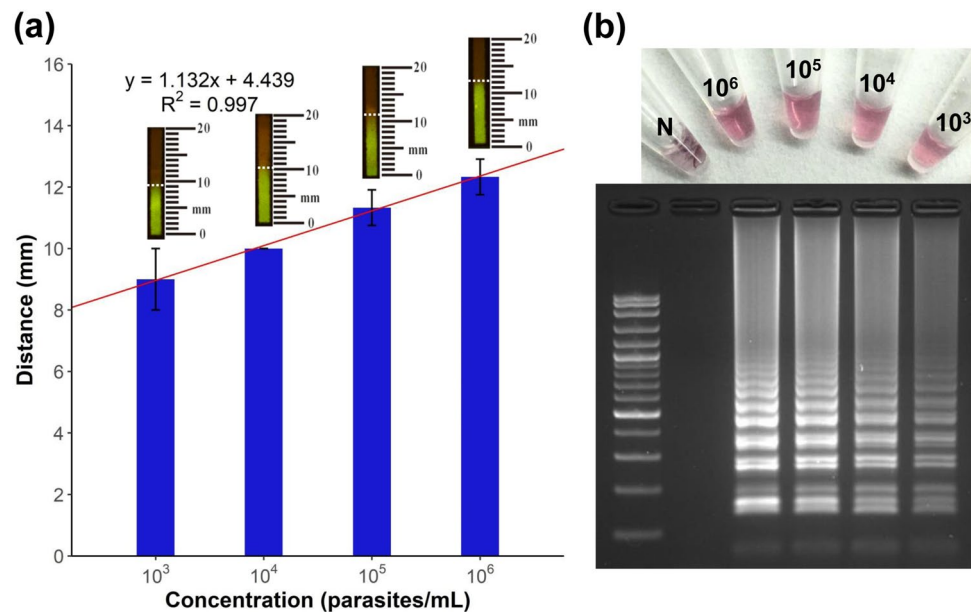 (a)
(b)
y = 1.132x + 4.439
R² = 0.997
20
10
mm
0
20
10
mm
0
20
10
mm
0
20
10
mm
0
16
14
12
10
8
6
4
2
0
Distance (mm)
10³
10⁴
10⁵
10⁶
Concentration (parasites/mL)
N
10⁶
10⁵
10⁴
10³